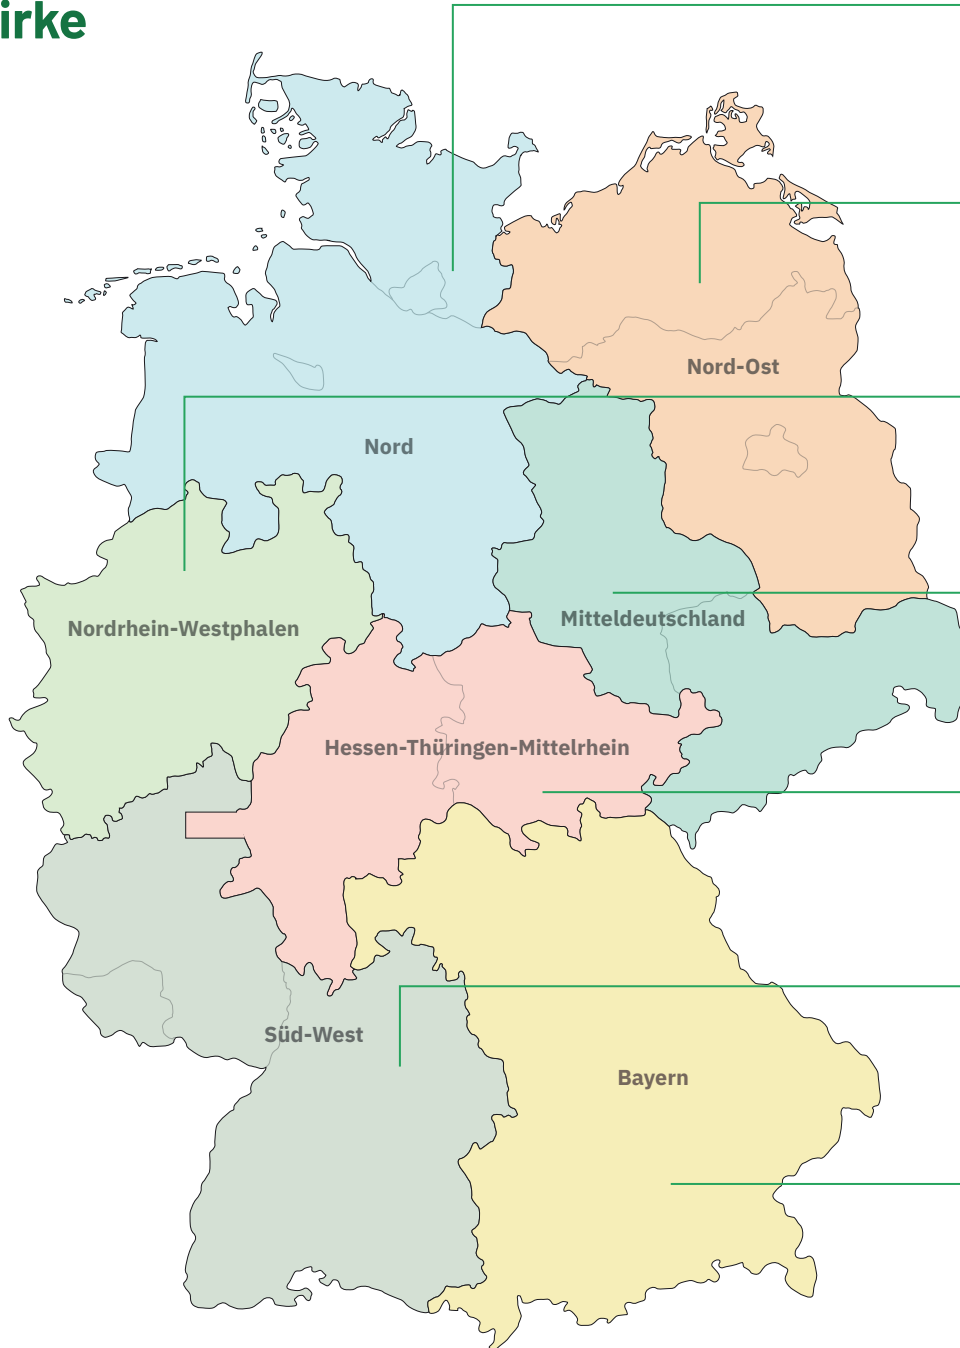 irke
Nord-Ost
Nord
Nordrhein-Westphalen
Mitteldeutschland
Hessen-Thüringen-Mittelrhein
Süd-West
Bayern